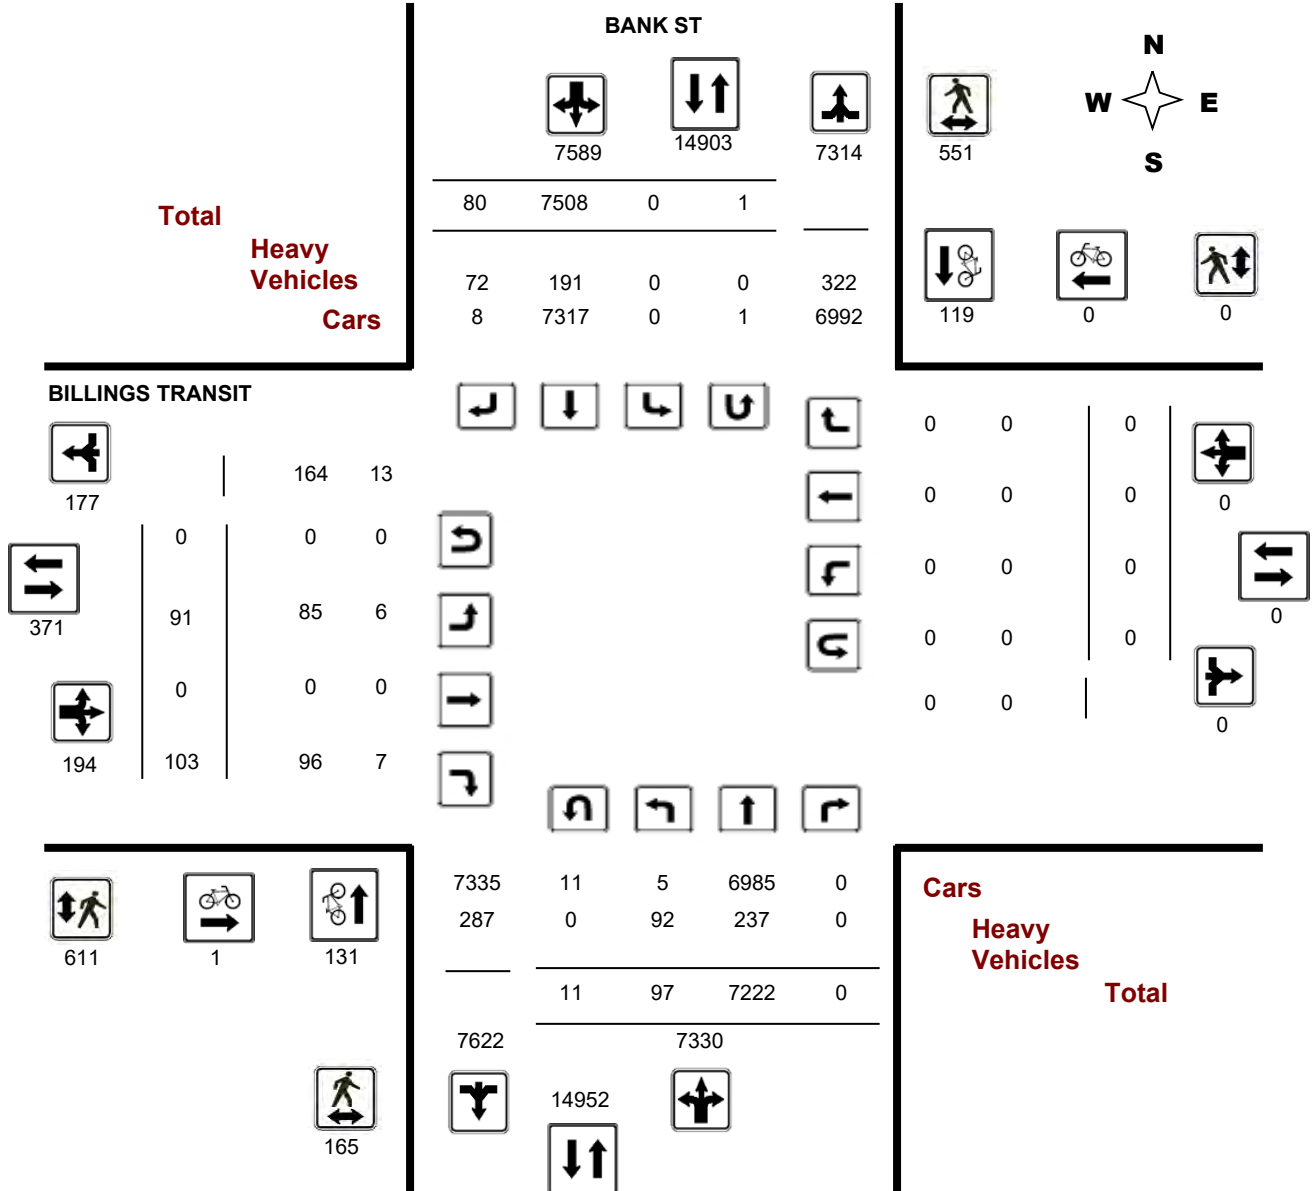 BANK ST
N
W E
S
7589 14903 7314 551
80 7508 0 1
Total
Heavy
Vehicles
Cars
72 191 0 0 322
8 7317 0 1 6992
119 0 0
BILLINGS TRANSIT
177
164 13
0 0 0
371
91 85 6
0 0 0
194
103 96 7
0 0 0
0 0 0
0
0 0 0
0
0 0 0
0 0
0
611 1 131
7335 11 5 6985 0
287 0 92 237 0
11 97 7222 0
7622 7330
14952
165
Cars
Heavy
Vehicles
Total